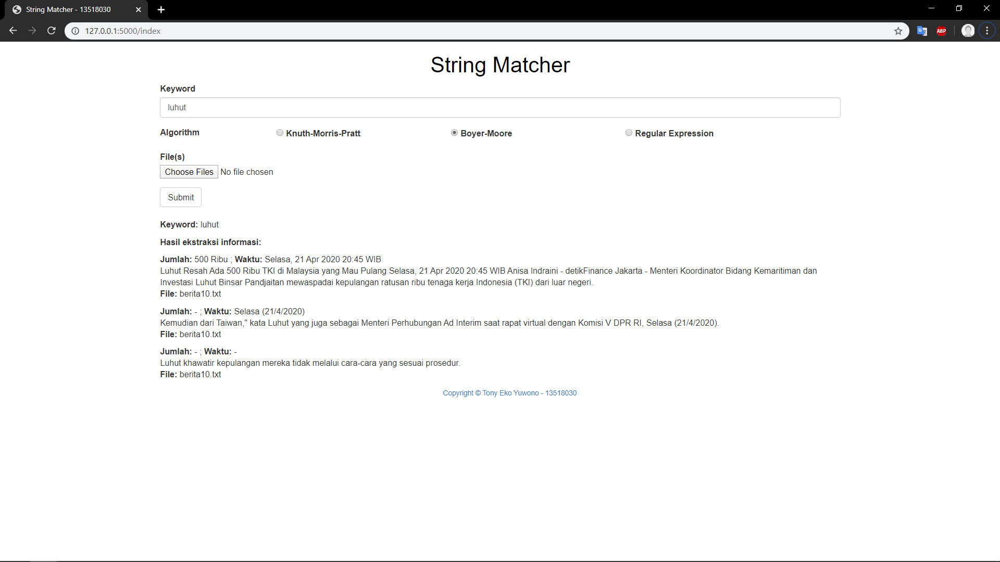 String Matcher - 13518030
127.0.0.1:5000/index
ABP
String Matcher
Keyword
luhut
Algorithm Knuth-Morris-Pratt Boyer-Moore Regular Expression
File(s)
Choose Files No file chosen
Submit
Keyword: luhut
Hasil ekstraksi informasi:
Jumlah: 500 Ribu ; Waktu: Selasa, 21 Apr 2020 20:45 WIB
Luhut Resah Ada 500 Ribu TKI di Malaysia yang Mau Pulang Selasa, 21 Apr 2020 20:45 WIB Anisa Indraini - detikFinance Jakarta - Menteri Koordinator Bidang Kemaritiman dan
Investasi Luhut Binsar Pandjaitan mewaspadai kepulangan ratusan ribu tenaga kerja Indonesia (TKI) dari luar negeri.
File: berita10.txt
Jumlah: - ; Waktu: Selasa (21/4/2020)
Kemudian dari Taiwan," kata Luhut yang juga sebagai Menteri Perhubungan Ad Interim saat rapat virtual dengan Komisi V DPR RI, Selasa (21/4/2020).
File: berita10.txt
Jumlah: - ; Waktu: -
Luhut khawatir kepulangan mereka tidak melalui cara-cara yang sesuai prosedur.
File: berita10.txt
Copyright © Tony Eko Yuwono - 13518030